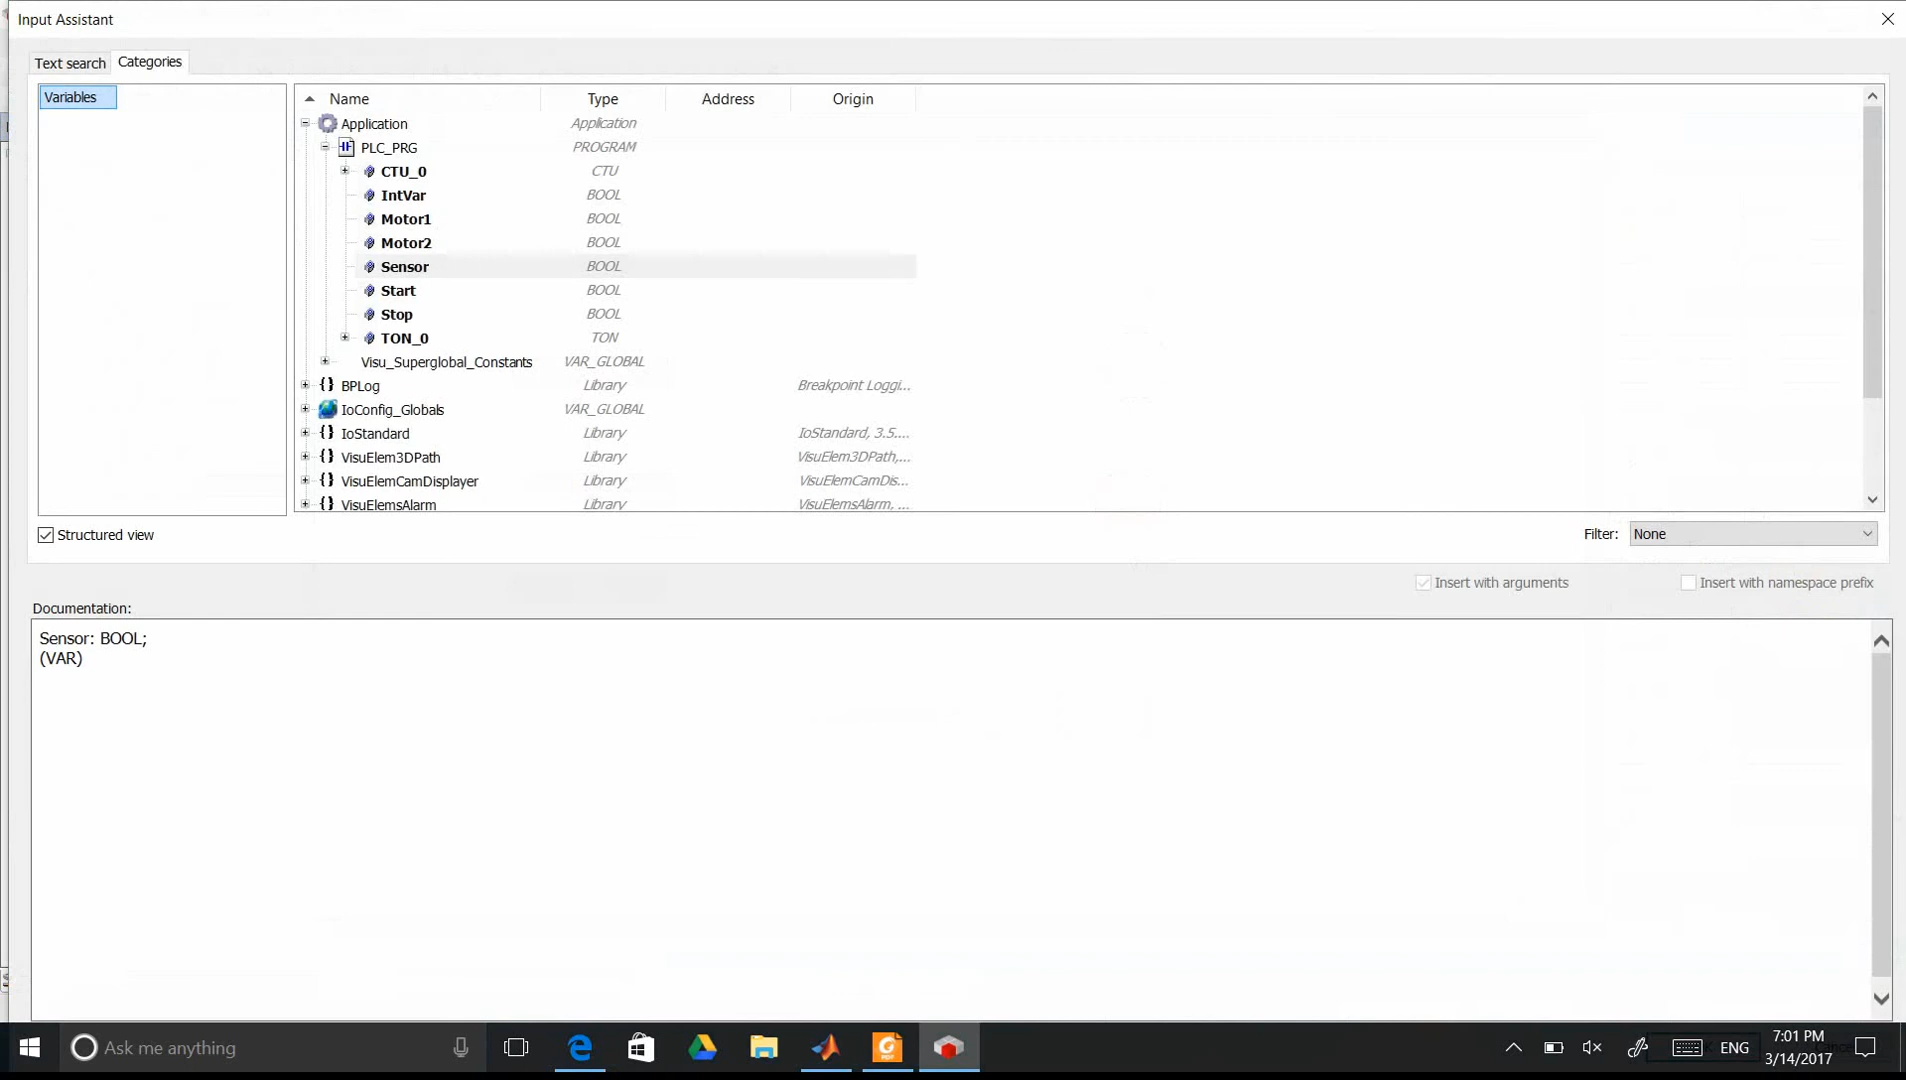 Input Assistant
Text search Categories
Variables
Name Type Address Origin
Application Application
PLC_PRG PROGRAM
CTU_0 CTU
IntVar BOOL
Motor1 BOOL
Motor2 BOOL
Sensor BOOL
Start BOOL
Stop BOOL
TON_0 TON
Visu_Superglobal_Constants VAR_GLOBAL
BPLog Library Breakpoint Loggi...
IoConfig_Globals VAR_GLOBAL
IoStandard Library IoStandard, 3.5....
VisuElem3DPath Library VisuElem3DPath,...
VisuElemCamDisplayer Library VisuElemCamDis...
VisuElemsAlarm Library VisuElemsAlarm, ...
Structured view Filter: None
Insert with arguments Insert with namespace prefix
Documentation:
Sensor: BOOL;
(VAR)
Ask me anything ENG 7:01 PM
3/14/2017